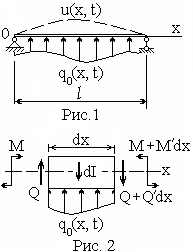 u(x, t)
0
x
q₀(x, t)
l
Рис.1
dx
M
M+M′dx
dI
x
Q
Q+Q′dx
q₀(x, t)
Рис. 2